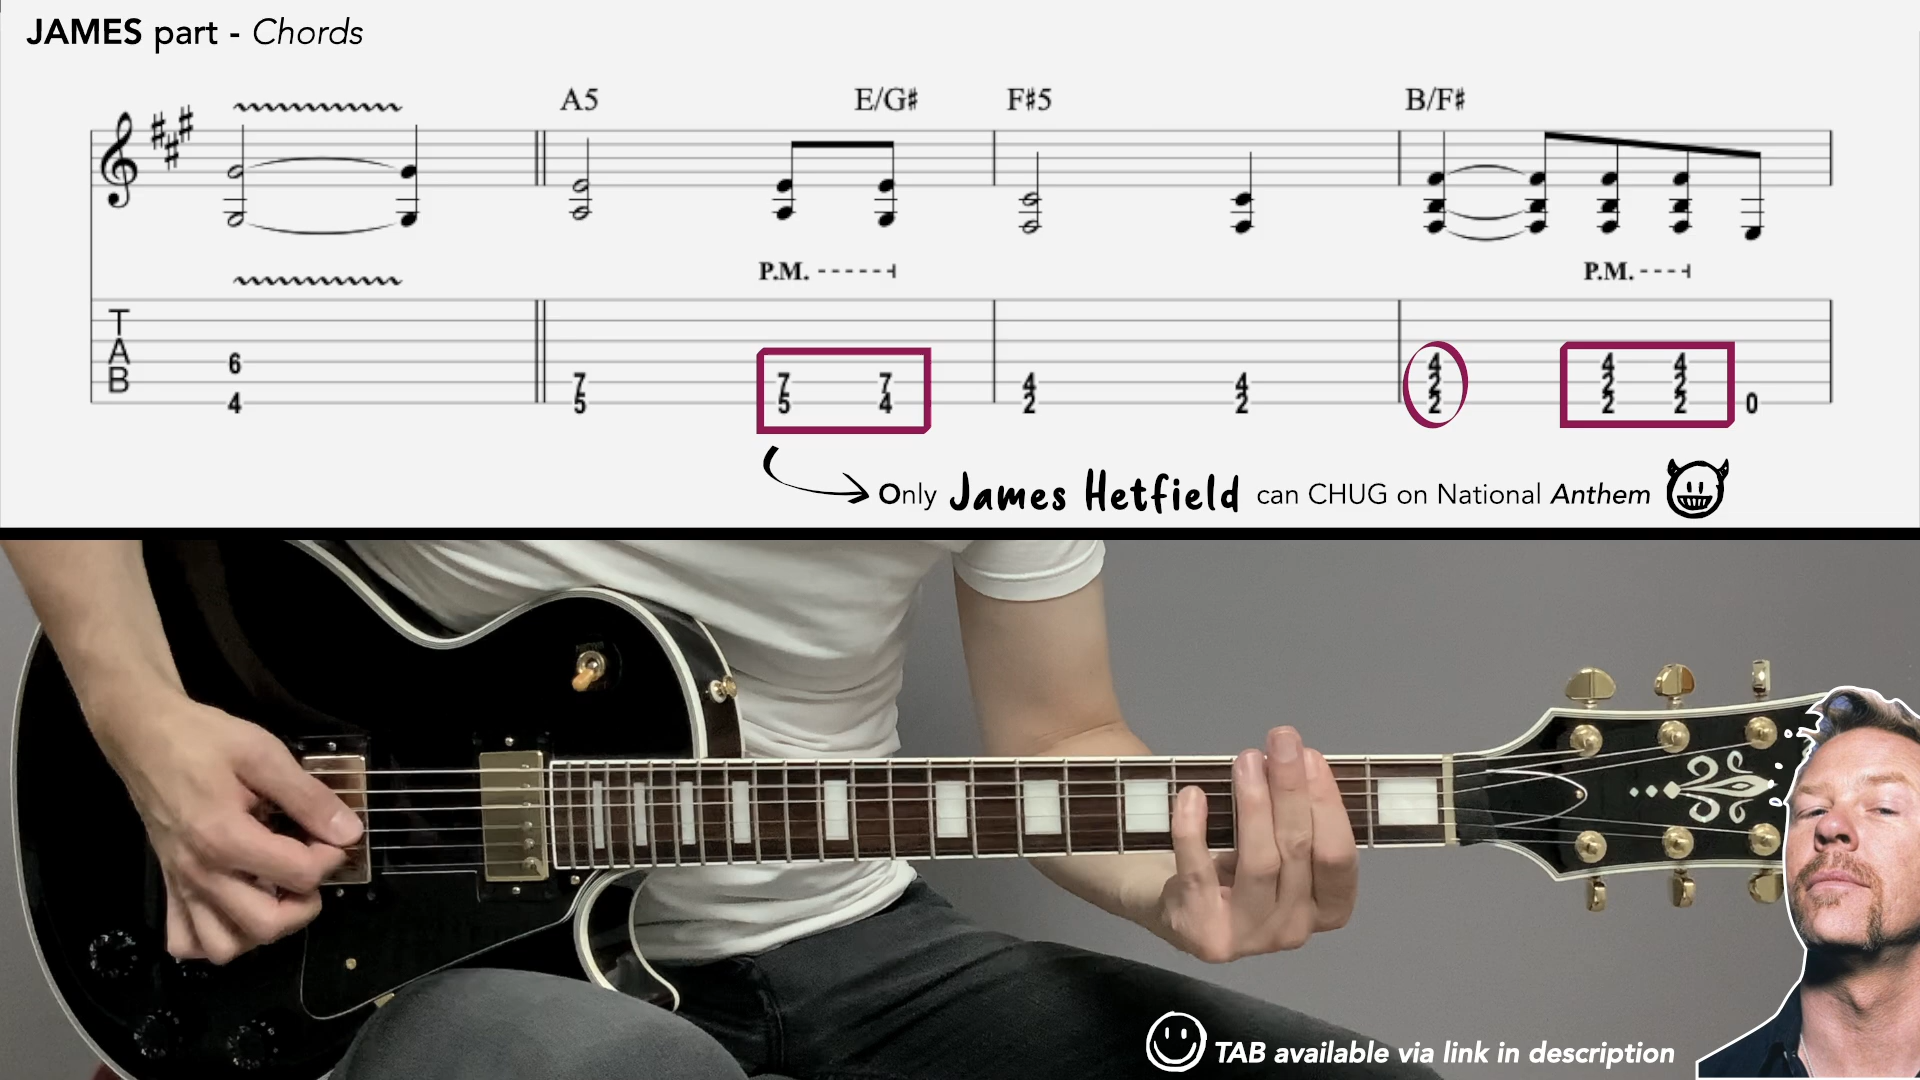 JAMES part - Chords
A5 E/G# F#5 B/F#
P.M. P.M.
T
A
B
6 4 4 4
7 7 7 4 4 2 2 2
4 5 5 4 2 2 2 2 2 0
Only James Hetfield can CHUG on National Anthem
TAB available via link in description